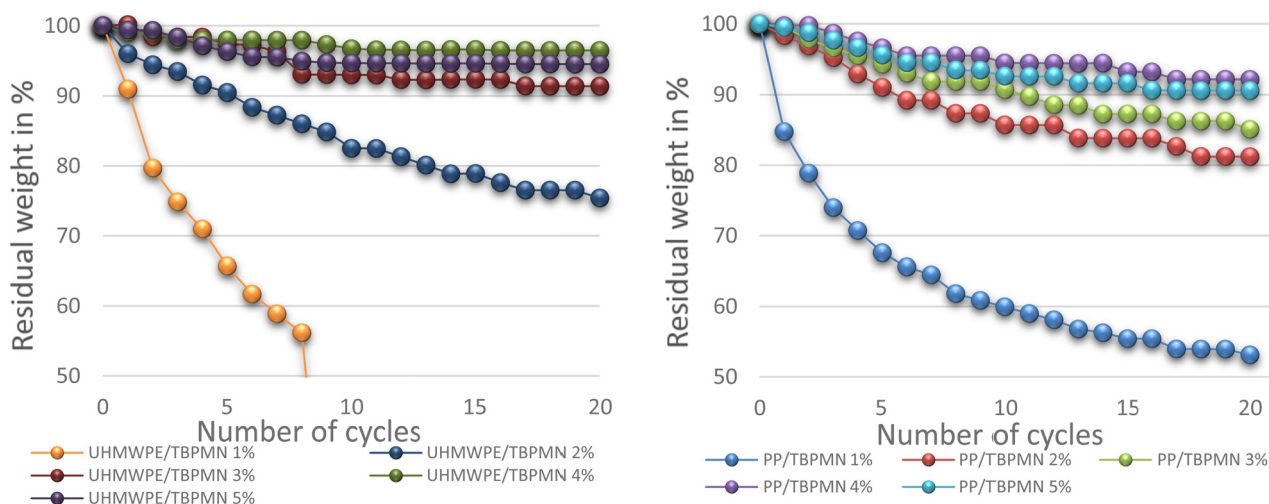 Residual weight in %
100
90
80
70
60
50
0 5 10 15 20
Number of cycles
UHMWPE/TBPMN 1% UHMWPE/TBPMN 2%
UHMWPE/TBPMN 3% UHMWPE/TBPMN 4%
UHMWPE/TBPMN 5%
Residual weight in %
100
90
80
70
60
50
0 5 10 15 20
Number of cycles
PP/TBPMN 1% PP/TBPMN 2% PP/TBPMN 3%
PP/TBPMN 4% PP/TBPMN 5%